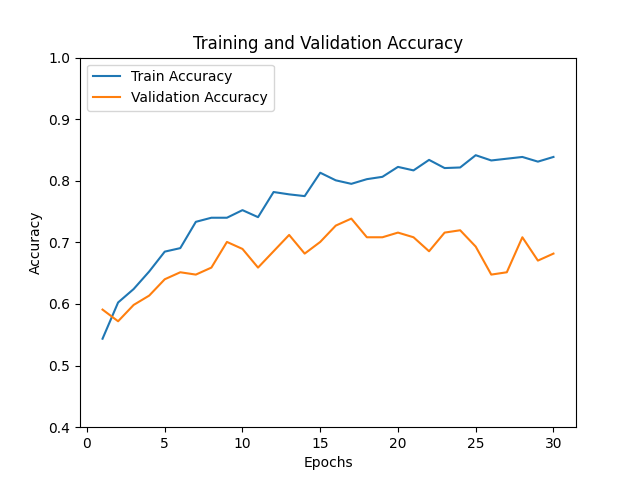 Training and Validation Accuracy
Train Accuracy
Validation Accuracy
Accuracy
1.0
0.9
0.8
0.7
0.6
0.5
0.4
0 5 10 15 20 25 30
Epochs